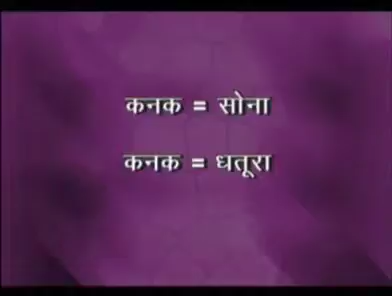 कनक = सोना
कनक = धतूरा